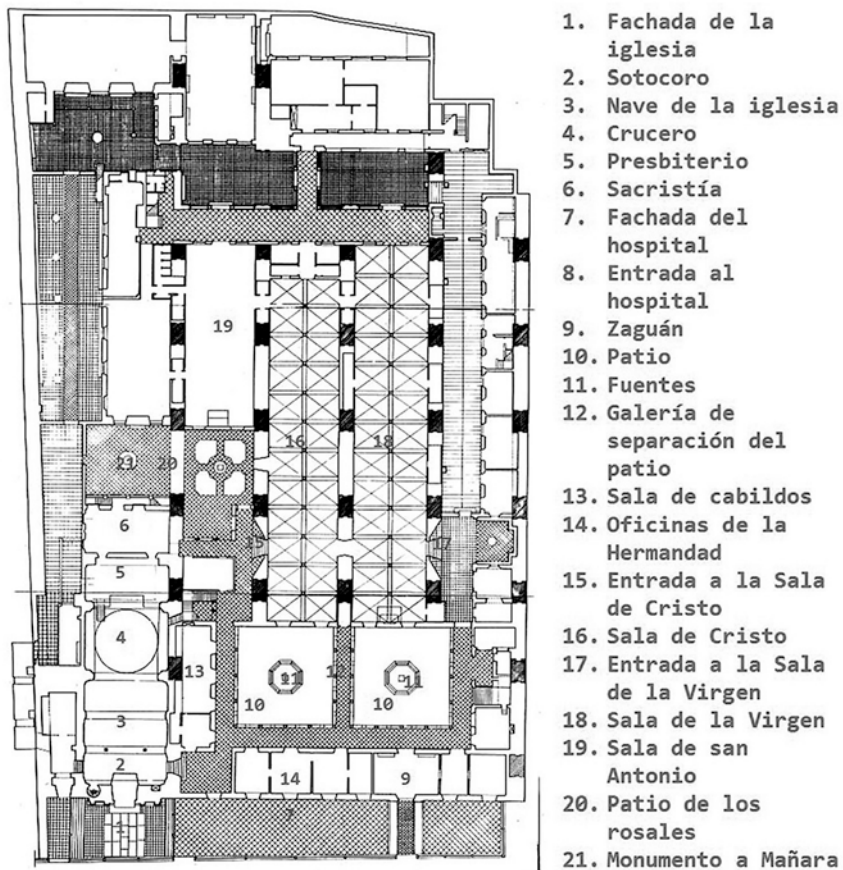 1. Fachada de la
iglesia
2. Sotocoro
3. Nave de la iglesia
4. Crucero
5. Presbiterio
6. Sacristía
7. Fachada del
hospital
8. Entrada al
hospital
9. Zaguán
10. Patio
11. Fuentes
12. Galería de
separación del
patio
13. Sala de cabildos
14. Oficinas de la
Hermandad
15. Entrada a la Sala
de Cristo
16. Sala de Cristo
17. Entrada a la Sala
de la Virgen
18. Sala de la Virgen
19. Sala de san
Antonio
20. Patio de los
rosales
21. Monumento a Mañara
19
16
18
21
20
6
15
17
5
4
13
11
12
11
10
10
3
2
14
9
1
7